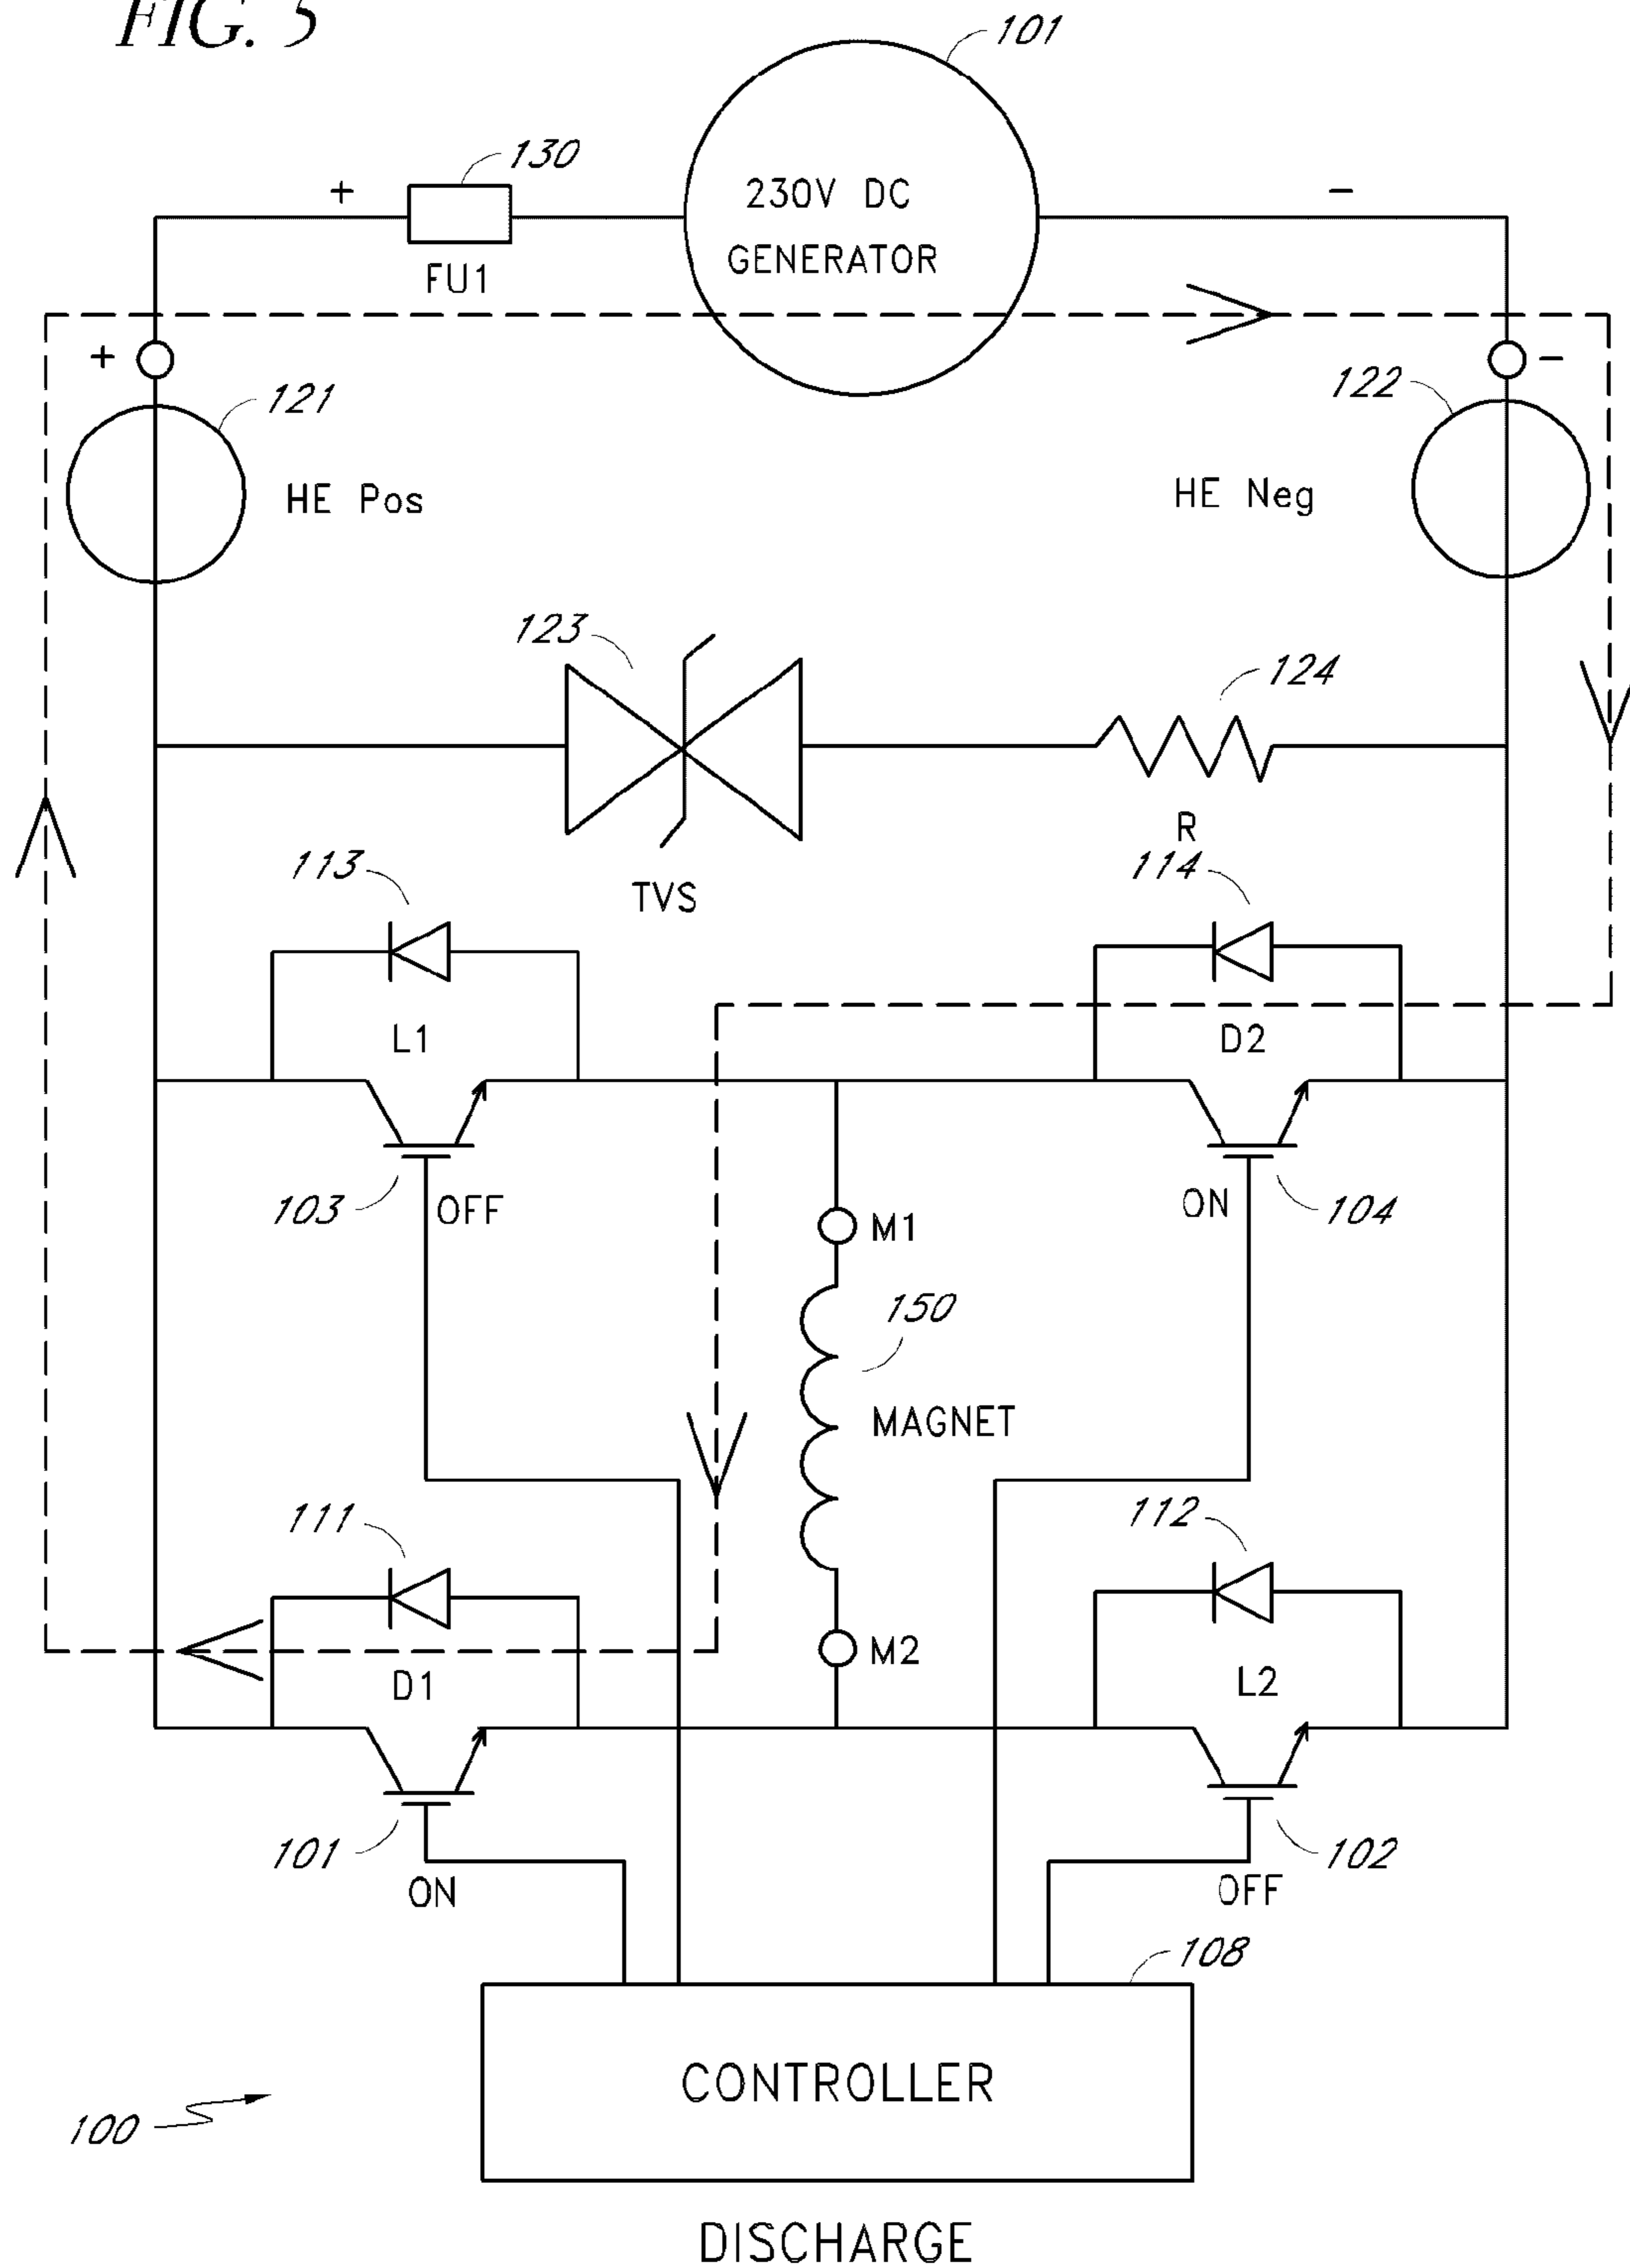 FIG. 5
101
130
+
-
230V DC
GENERATOR
FU1
+
-
121
122
HE Pos
HE Neg
123
124
R
TVS
113
114
L1
D2
103
OFF
ON
104
M1
150
MAGNET
111
112
M2
D1
L2
101
ON
102
OFF
108
CONTROLLER
100
DISCHARGE